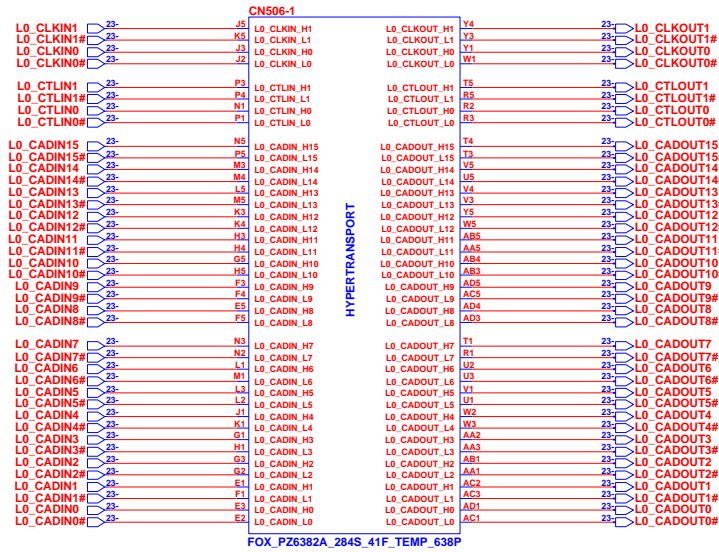 CN506-1
L0_CLKIN1 23- J5 L0_CLKIN_H1 L0_CLKOUT_H1 Y4 23- L0_CLKOUT1
L0_CLKIN1# 23- K5 L0_CLKIN_L1 L0_CLKOUT_L1 Y3 23- L0_CLKOUT1#
L0_CLKIN0 23- J3 L0_CLKIN_H0 L0_CLKOUT_H0 Y1 23- L0_CLKOUT0
L0_CLKIN0# 23- J2 L0_CLKIN_L0 L0_CLKOUT_L0 W1 23- L0_CLKOUT0#
L0_CTLIN1 23- P3 L0_CTLIN_H1 L0_CTLOUT_H1 T5 23- L0_CTLOUT1
L0_CTLIN1# 23- P4 L0_CTLIN_L1 L0_CTLOUT_L1 R5 23- L0_CTLOUT1#
L0_CTLIN0 23- N1 L0_CTLIN_H0 L0_CTLOUT_H0 R2 23- L0_CTLOUT0
L0_CTLIN0# 23- P1 L0_CTLIN_L0 L0_CTLOUT_L0 R3 23- L0_CTLOUT0#
L0_CADIN15 23- N5 L0_CADIN_H15 L0_CADOUT_H15 T4 23- L0_CADOUT15
L0_CADIN15# 23- P5 L0_CADIN_L15 L0_CADOUT_L15 T3 23- L0_CADOUT15
L0_CADIN14 23- M3 L0_CADIN_H14 L0_CADOUT_H14 V5 23- L0_CADOUT14
L0_CADIN14# 23- M4 L0_CADIN_L14 L0_CADOUT_L14 U5 23- L0_CADOUT14
L0_CADIN13 23- L5 L0_CADIN_H13 L0_CADOUT_H13 V4 23- L0_CADOUT13
L0_CADIN13# 23- M5 L0_CADIN_L13 L0_CADOUT_L13 V3 23- L0_CADOUT13
L0_CADIN12 23- K3 L0_CADIN_H12 L0_CADOUT_H12 Y5 23- L0_CADOUT12
L0_CADIN12# 23- K4 L0_CADIN_L12 L0_CADOUT_L12 W5 23- L0_CADOUT12
L0_CADIN11 23- H3 L0_CADIN_H11 L0_CADOUT_H11 AB5 23- L0_CADOUT11
L0_CADIN11# 23- H4 L0_CADIN_L11 L0_CADOUT_L11 AA5 23- L0_CADOUT11
L0_CADIN10 23- G5 L0_CADIN_H10 L0_CADOUT_H10 AB4 23- L0_CADOUT10
L0_CADIN10# 23- H5 L0_CADIN_L10 L0_CADOUT_L10 AB3 23- L0_CADOUT10
L0_CADIN9 23- F3 L0_CADIN_H9 L0_CADOUT_H9 AD5 23- L0_CADOUT9
L0_CADIN9# 23- F4 L0_CADIN_L9 L0_CADOUT_L9 AC5 23- L0_CADOUT9#
L0_CADIN8 23- E5 L0_CADIN_H8 L0_CADOUT_H8 AD4 23- L0_CADOUT8
L0_CADIN8# 23- F5 L0_CADIN_L8 L0_CADOUT_L8 AD3 23- L0_CADOUT8#
HYPERTRANSPORT
L0_CADIN7 23- N3 L0_CADIN_H7 L0_CADOUT_H7 T1 23- L0_CADOUT7
L0_CADIN7# 23- N2 L0_CADIN_L7 L0_CADOUT_L7 R1 23- L0_CADOUT7#
L0_CADIN6 23- L1 L0_CADIN_H6 L0_CADOUT_H6 U2 23- L0_CADOUT6
L0_CADIN6# 23- M1 L0_CADIN_L6 L0_CADOUT_L6 U3 23- L0_CADOUT6#
L0_CADIN5 23- L3 L0_CADIN_H5 L0_CADOUT_H5 V1 23- L0_CADOUT5
L0_CADIN5# 23- L2 L0_CADIN_L5 L0_CADOUT_L5 U1 23- L0_CADOUT5#
L0_CADIN4 23- J1 L0_CADIN_H4 L0_CADOUT_H4 W2 23- L0_CADOUT4
L0_CADIN4# 23- K1 L0_CADIN_L4 L0_CADOUT_L4 W3 23- L0_CADOUT4#
L0_CADIN3 23- G1 L0_CADIN_H3 L0_CADOUT_H3 AA2 23- L0_CADOUT3
L0_CADIN3# 23- H1 L0_CADIN_L3 L0_CADOUT_L3 AA3 23- L0_CADOUT3#
L0_CADIN2 23- G3 L0_CADIN_H2 L0_CADOUT_H2 AB1 23- L0_CADOUT2
L0_CADIN2# 23- G2 L0_CADIN_L2 L0_CADOUT_L2 AA1 23- L0_CADOUT2#
L0_CADIN1 23- E1 L0_CADIN_H1 L0_CADOUT_H1 AC2 23- L0_CADOUT1
L0_CADIN1# 23- F1 L0_CADIN_L1 L0_CADOUT_L1 AC3 23- L0_CADOUT1#
L0_CADIN0 23- E3 L0_CADIN_H0 L0_CADOUT_H0 AD1 23- L0_CADOUT0
L0_CADIN0# 23- E2 L0_CADIN_L0 L0_CADOUT_L0 AC1 23- L0_CADOUT0#
FOX_PZ6382A_284S_41F_TEMP_638P